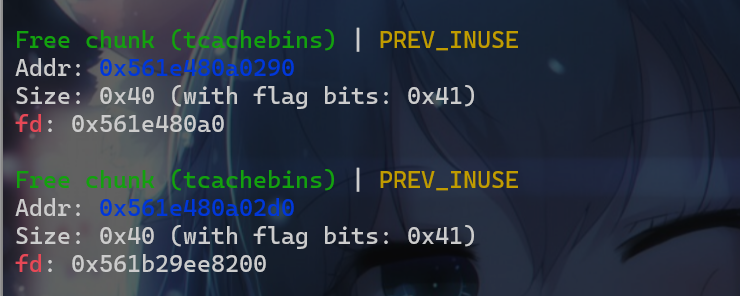 Free chunk (tcachebins) | PREV_INUSE
Addr: 0x561e480a0290
Size: 0x40 (with flag bits: 0x41)
fd: 0x561e480a0

Free chunk (tcachebins) | PREV_INUSE
Addr: 0x561e480a02d0
Size: 0x40 (with flag bits: 0x41)
fd: 0x561b29ee8200